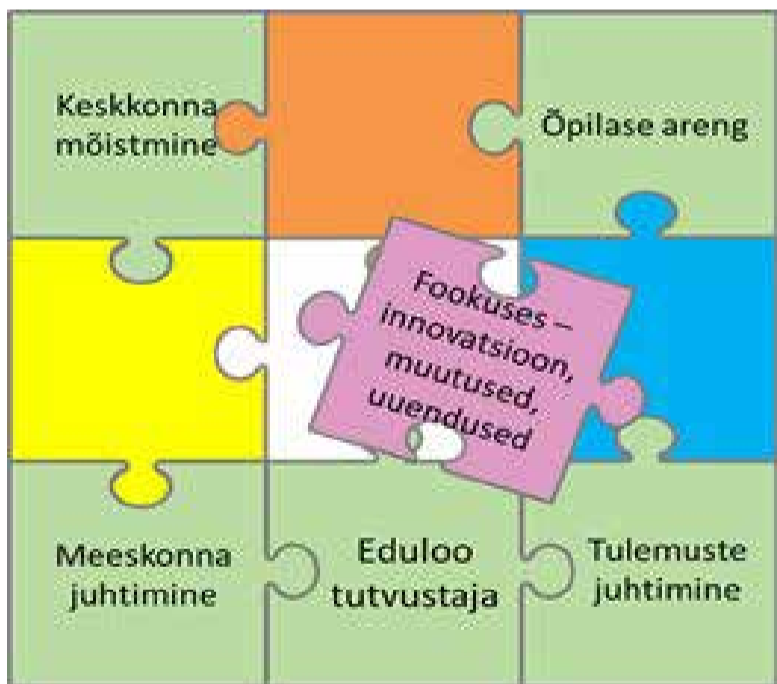 Keskkonna
mõistmine
Õpilase areng
Fookuses –
innovatsioon,
muutused,
uuendused
Meeskonna
juhtimine
Eduloo
tutvustaja
Tulemuste
juhtimine